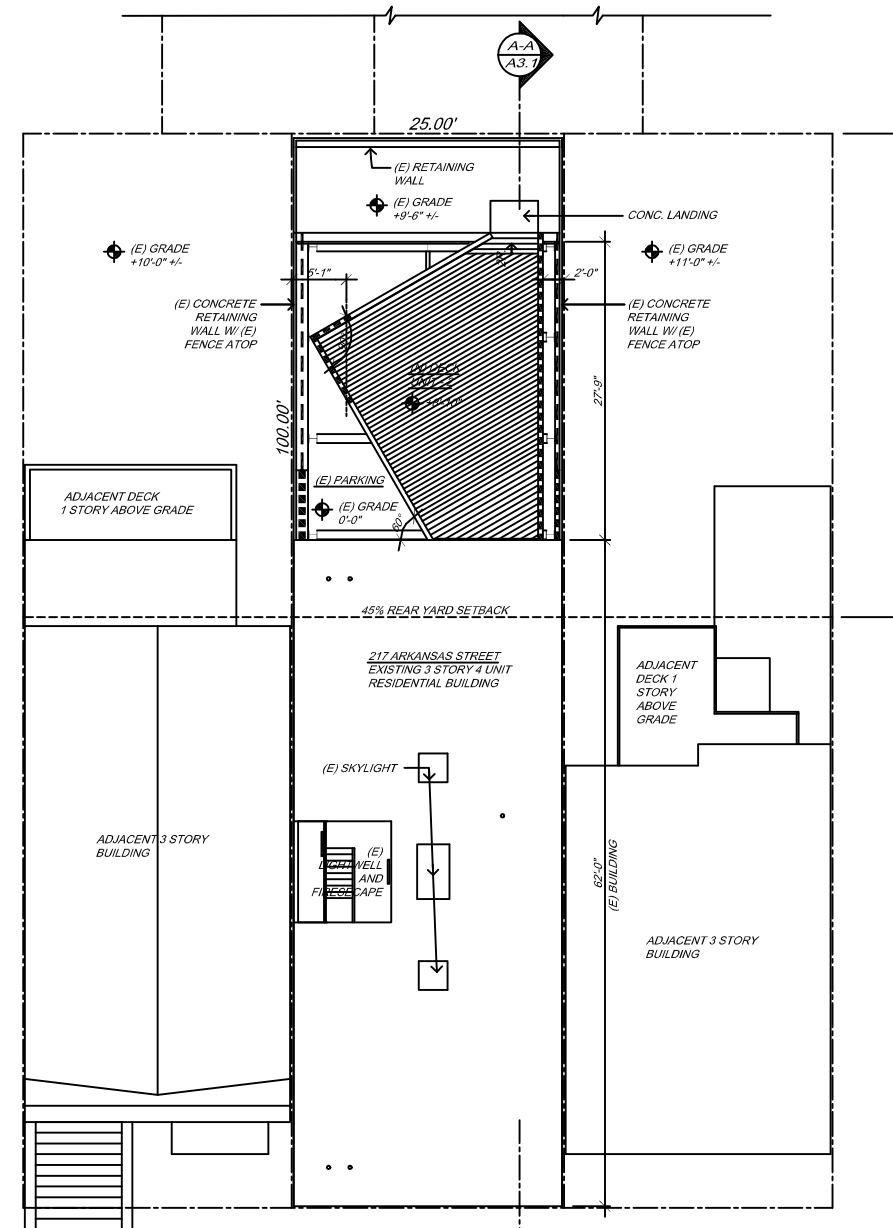 A-A
A3.1
25.00'
(E) RETAINING
WALL
(E) GRADE
+9'-6" +/-
CONC. LANDING
(E) GRADE
+10'-0" +/-
(E) GRADE
+11'-0" +/-
5'-1"
2'-0"
(E) CONCRETE
RETAINING
WALL W/ (E)
FENCE ATOP
(E) CONCRETE
RETAINING
WALL W/ (E)
FENCE ATOP
(N) DECK
27'-9"
100.00'
(E) PARKING
(E) GRADE
0'-0"
60°
ADJACENT DECK
1 STORY ABOVE GRADE
45% REAR YARD SETBACK
217 ARKANSAS STREET
EXISTING 3 STORY 4 UNIT
RESIDENTIAL BUILDING
ADJACENT
DECK 1
STORY
ABOVE
GRADE
(E) SKYLIGHT
ADJACENT 3 STORY
BUILDING
(E)
LIGHTWELL
AND
FIRESECAPE
62'-0"
(E) BUILDING
ADJACENT 3 STORY
BUILDING